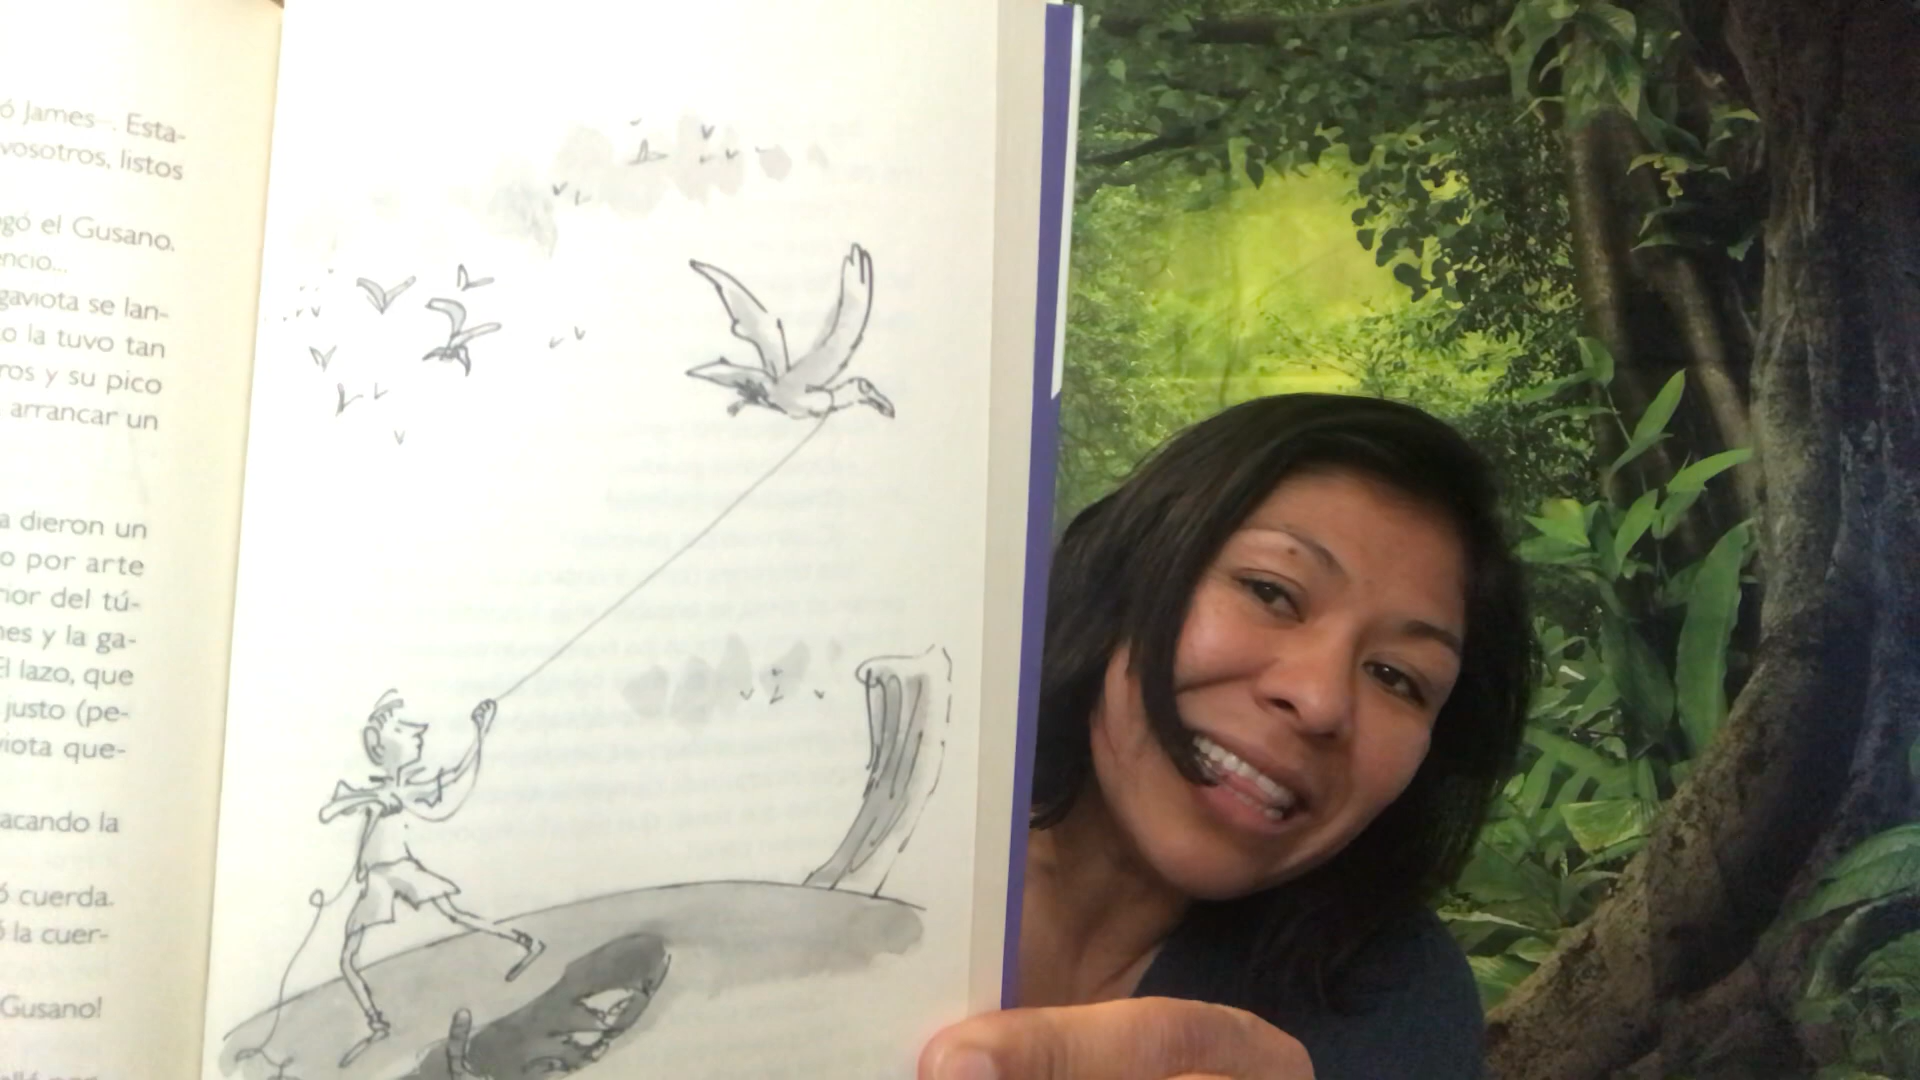 ó James . Esta-
vosotros, listos
gó el Gusano.
encio...
gaviota se lan-
o la tuvo tan
ros y su pico
arrancar un
a dieron un
o por arte
rior del tú-
nes y la ga-
El lazo, que
justo (pe-
viota que-
acando la
ó cuerda.
ó la cuer-
Gusano!